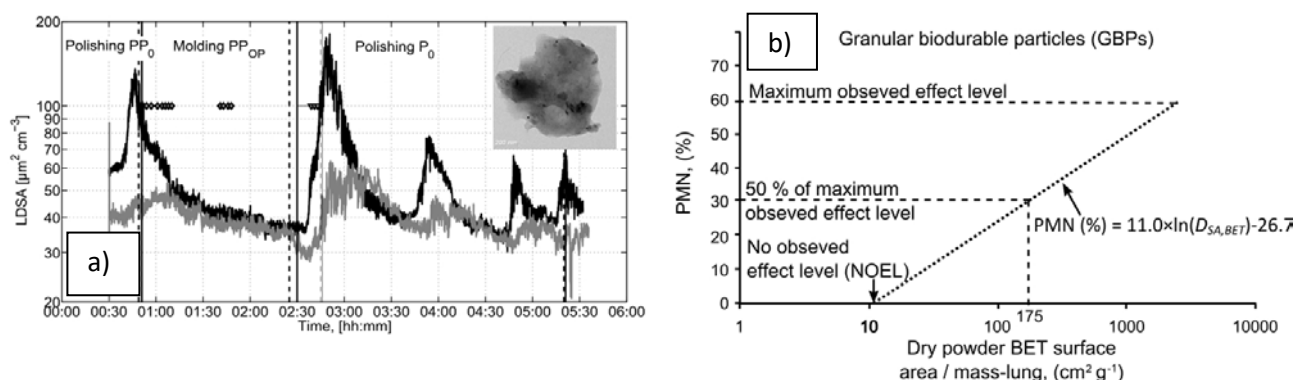 200
Polishing PP0
Molding PPOP
Polishing P0
100
90
80
70
60
50
40
30
20
LDSA [µm² cm⁻³]
a)
00:00 00:30 01:00 01:30 02:00 02:30 03:00 03:30 04:00 04:30 05:00 05:30 06:00
Time, [hh:mm]
b)
Granular biodurable particles (GBPs)
80
70
60
50
40
30
20
10
0
PMN, (%)
Maximum obseved effect level
50 % of maximum
obseved effect level
No obseved
effect level (NOEL)
PMN (%) = 11.0×ln(DSA,BET)-26.7
1 10 100 175 1000 10000
Dry powder BET surface
area / mass-lung, (cm² g⁻¹)